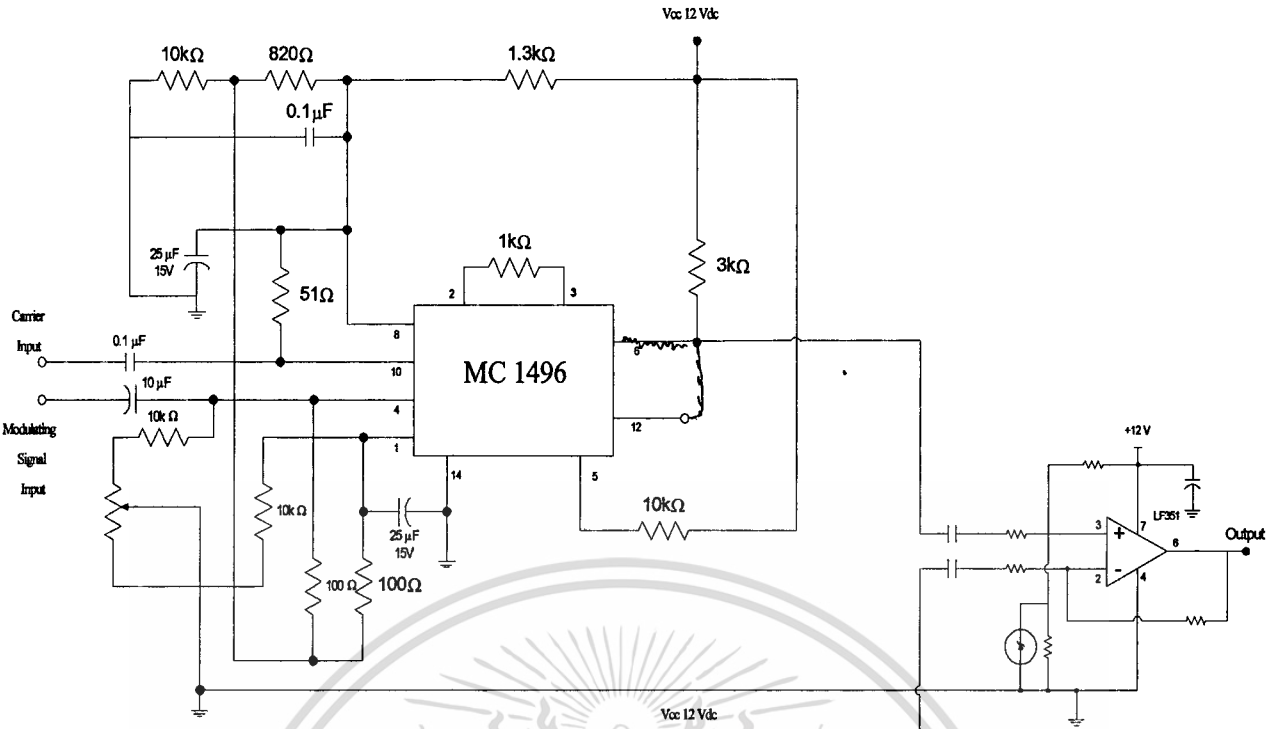 Vcc 12 Vdc
10kΩ
820Ω
1.3kΩ
0.1µF
25 µF
15V
51Ω
1kΩ
3kΩ
2
3
Carrier
Input
0.1 µF
8
10
MC 1496
6
12
10 µF
4
Modulating
Signal
Input
10k Ω
1
14
5
10kΩ
10k Ω
25 µF
15V
100 Ω
100Ω
+12 V
LF351
3
+
7
6
Output
2
-
4
Vcc 12 Vdc